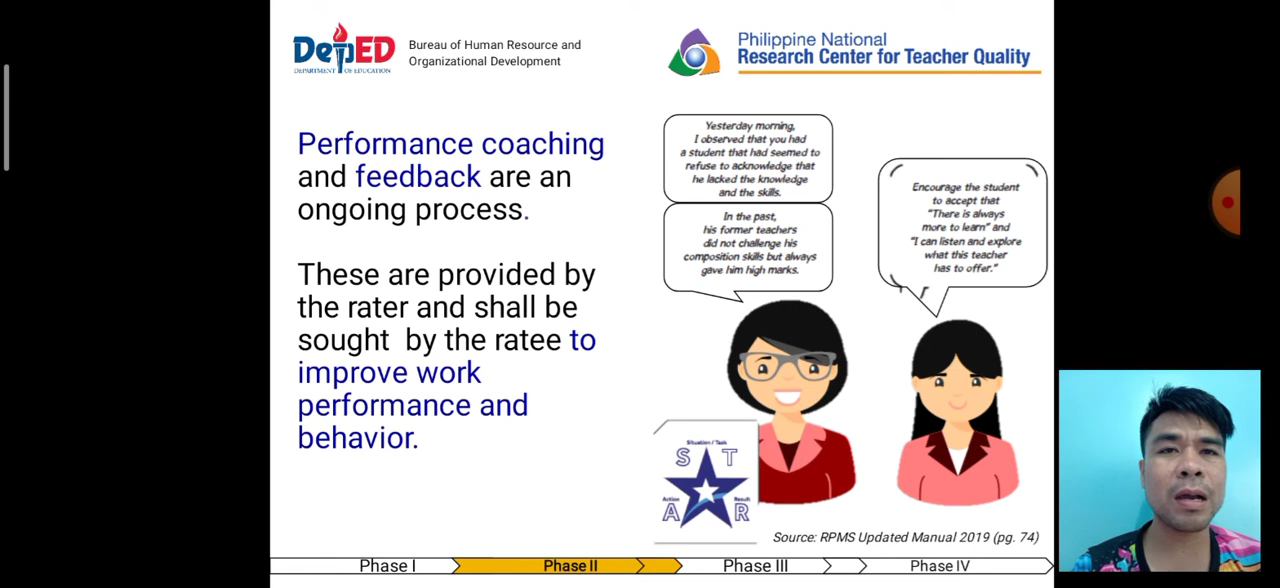 DepED
DEPARTMENT OF EDUCATION
Bureau of Human Resource and
Organizational Development
Philippine National
Research Center for Teacher Quality
Performance coaching
and feedback are an
ongoing process.
These are provided by
the rater and shall be
sought by the ratee to
improve work
performance and
behavior.
Yesterday morning,
I observed that you had
a student that had seemed to
refuse to acknowledge that
he lacked the knowledge
and the skills.
In the past,
his former teachers
did not challenge his
composition skills but always
gave him high marks.
Encourage the student
to accept that
"There is always
more to learn" and
"I can listen and explore
what this teacher
has to offer."
Situation / Task
S T
Action Result
A R
Source: RPMS Updated Manual 2019 (pg. 74)
Phase I Phase II Phase III Phase IV